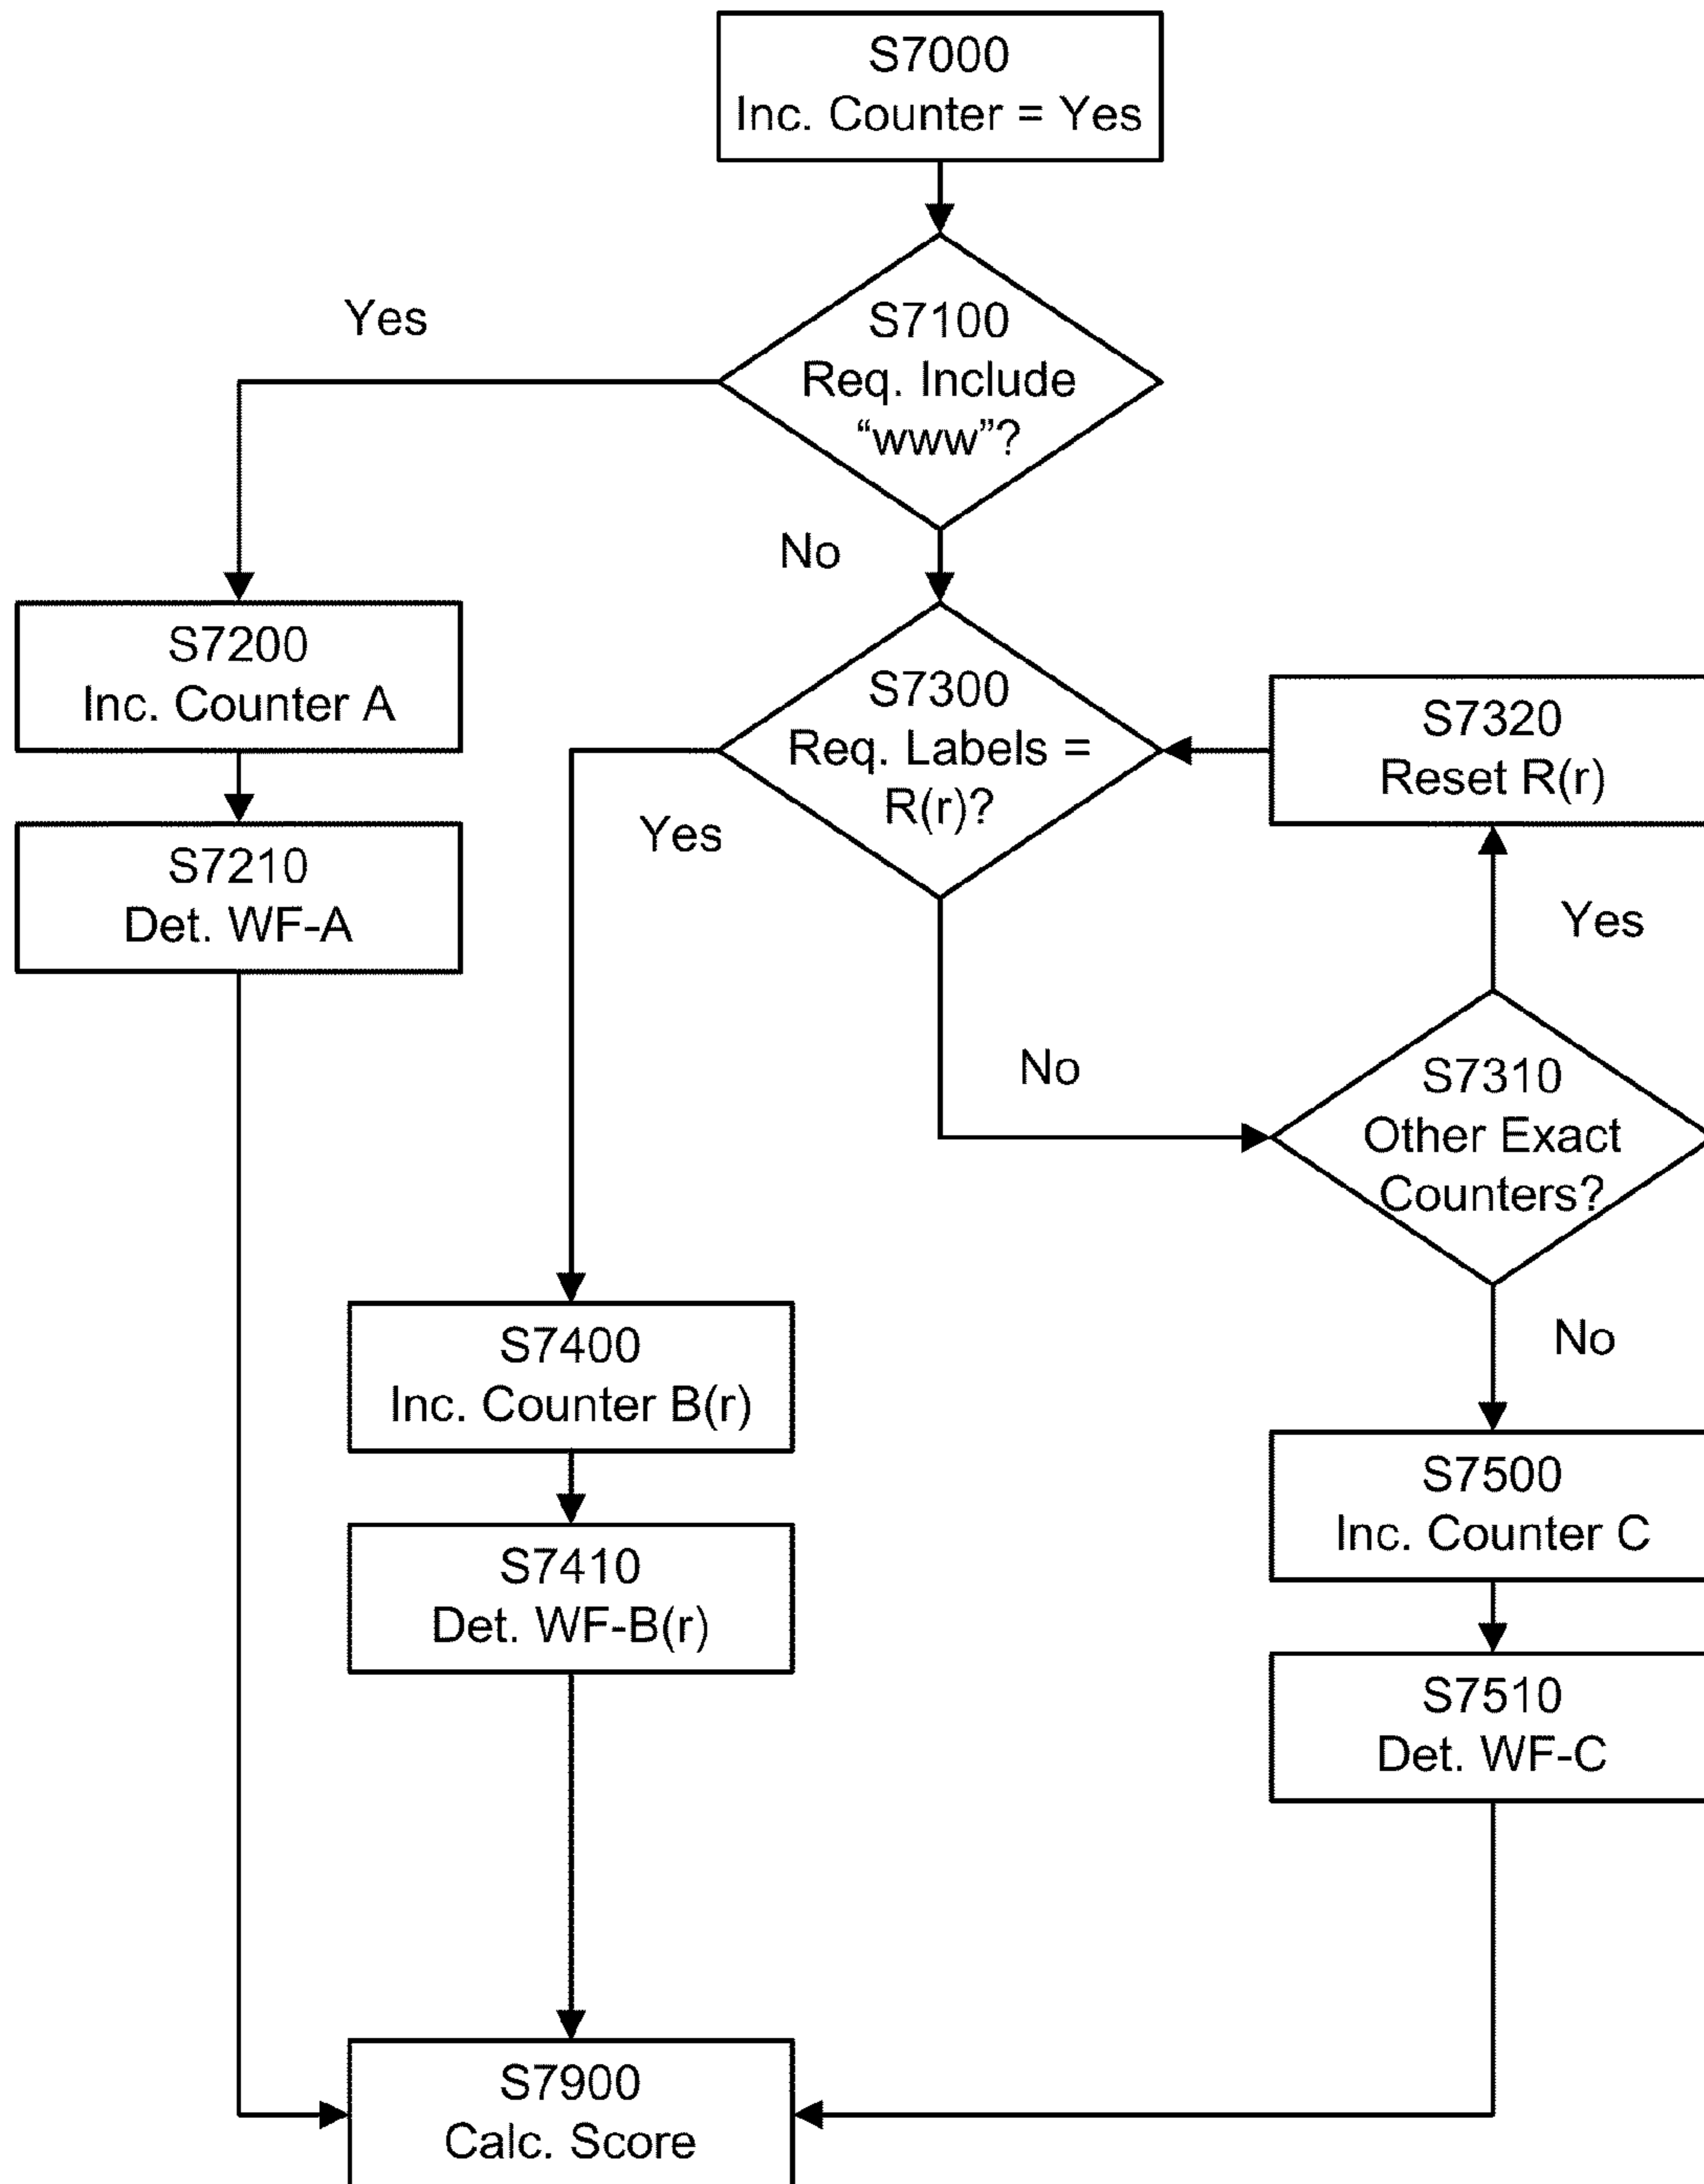 S7000
Inc. Counter = Yes
Yes
S7100
Req. Include
“www”?
No
S7200
Inc. Counter A
S7300
Req. Labels =
R(r)?
S7320
Reset R(r)
Yes
S7210
Det. WF-A
Yes
No
S7310
Other Exact
Counters?
No
S7400
Inc. Counter B(r)
S7500
Inc. Counter C
S7410
Det. WF-B(r)
S7510
Det. WF-C
S7900
Calc. Score